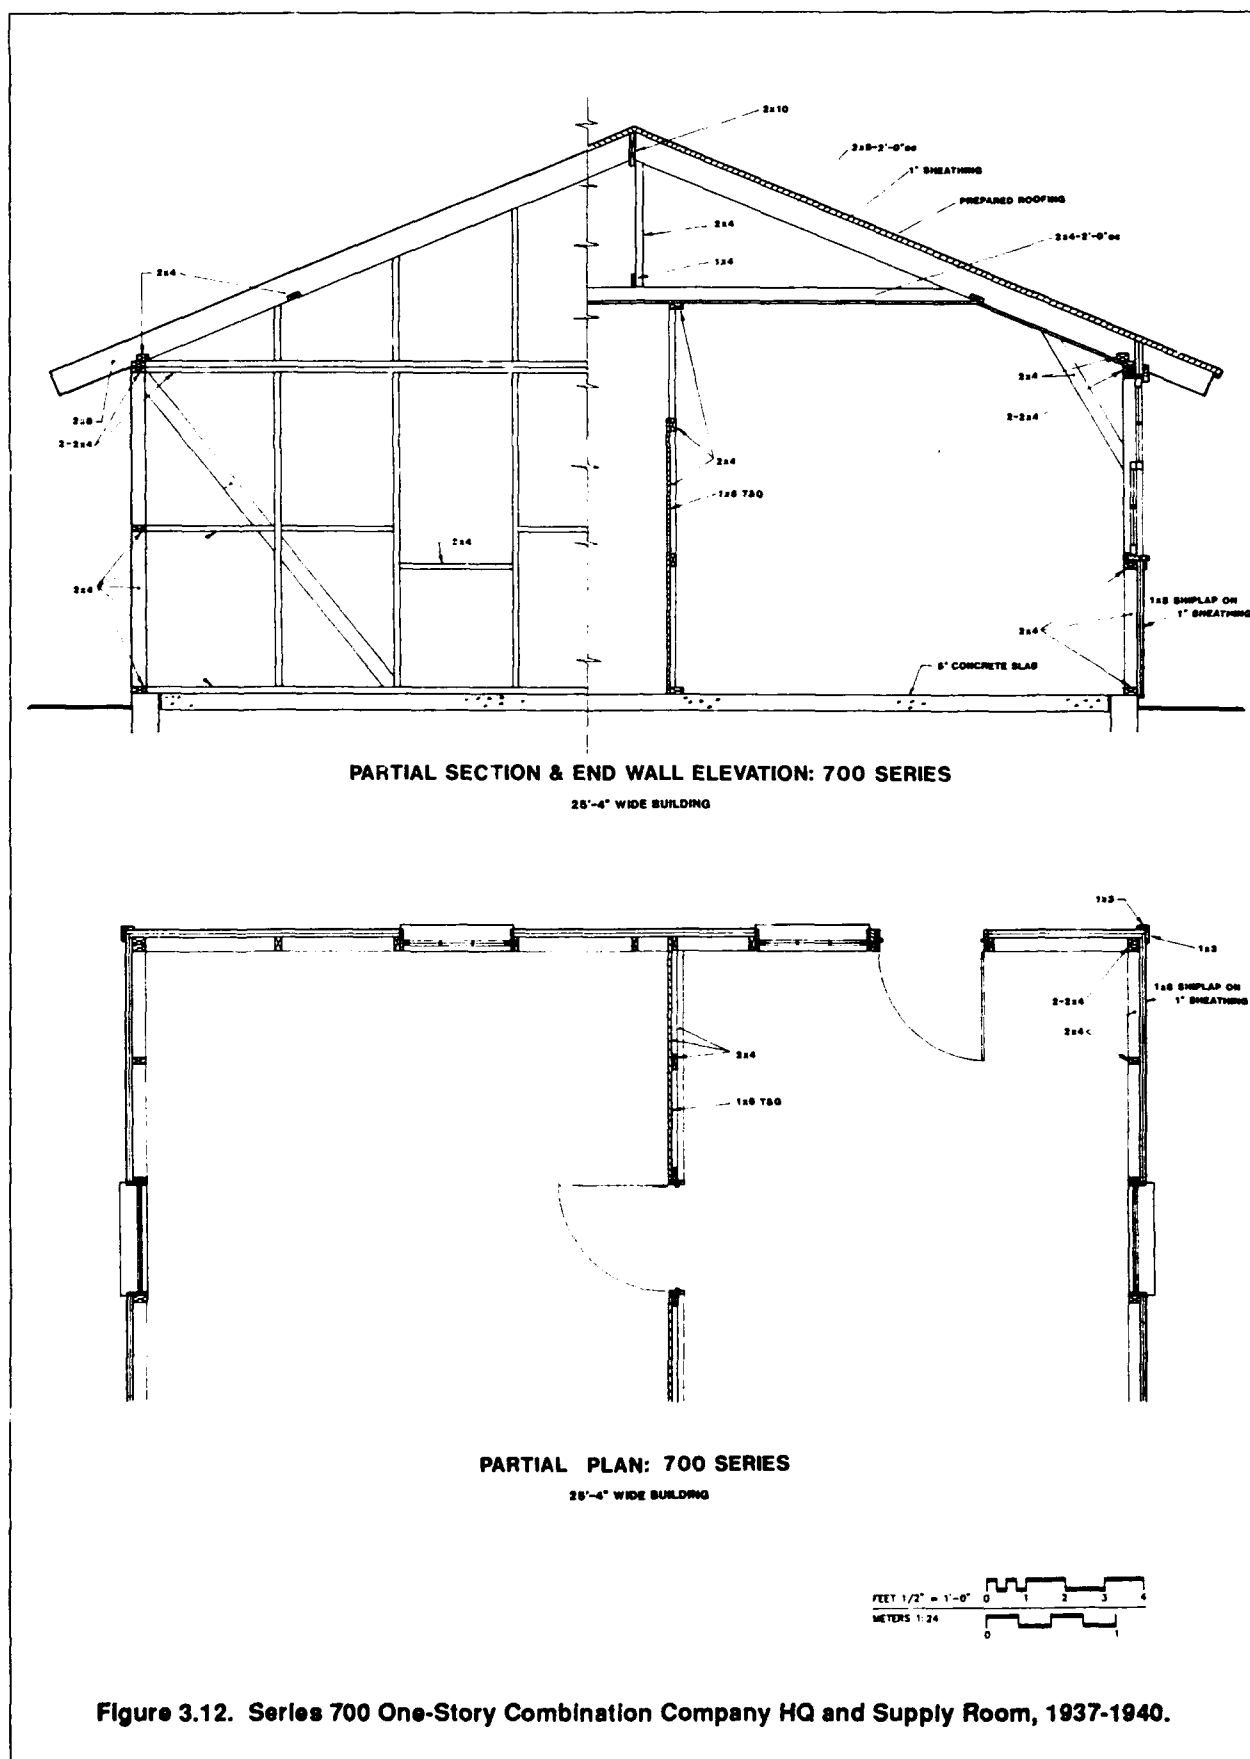 2x10
2x8-2'-0"oc
1" SHEATHING
PREPARED ROOFING
2x4-2'-0"oc
2x4
1x4
2x4
2x8
2-2x4
2x4
2-2x4
2x4
1x6 T&G
2x4
2x4
1x8 SHIPLAP ON
1" SHEATHING
2x4
CONCRETE SLAB
PARTIAL SECTION & END WALL ELEVATION: 700 SERIES
25'-4" WIDE BUILDING
1x3
1x3
1x8 SHIPLAP ON
1" SHEATHING
2-2x4
2x4
2x4
1x6 T&G
PARTIAL PLAN: 700 SERIES
25'-4" WIDE BUILDING
FEET 1/2" = 1'-0" 0 1 2 3 4
METERS 1:24
0 1
Figure 3.12. Series 700 One-Story Combination Company HQ and Supply Room, 1937-1940.